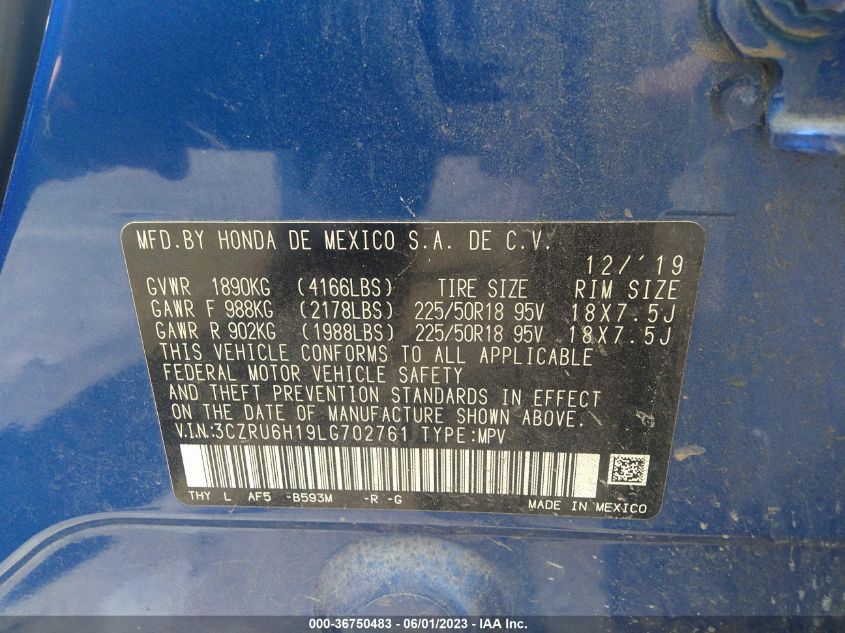 MFD.BY HONDA DE MEXICO S.A. DE C.V.
12/'19
GVWR 1890KG (4166LBS) TIRE SIZE RIM SIZE
GAWR F 988KG (2178LBS) 225/50R18 95V 18X7.5J
GAWR R 902KG (1988LBS) 225/50R18 95V 18X7.5J
THIS VEHICLE CONFORMS TO ALL APPLICABLE
FEDERAL MOTOR VEHICLE SAFETY
AND THEFT PREVENTION STANDARDS IN EFFECT
ON THE DATE OF MANUFACTURE SHOWN ABOVE.
V.I.N:3CZRU6H19LG702761 TYPE:MPV
THY L AF5 -B593M -R -G
MADE IN MEXICO
000-36750483 - 06/01/2023 - IAA Inc.